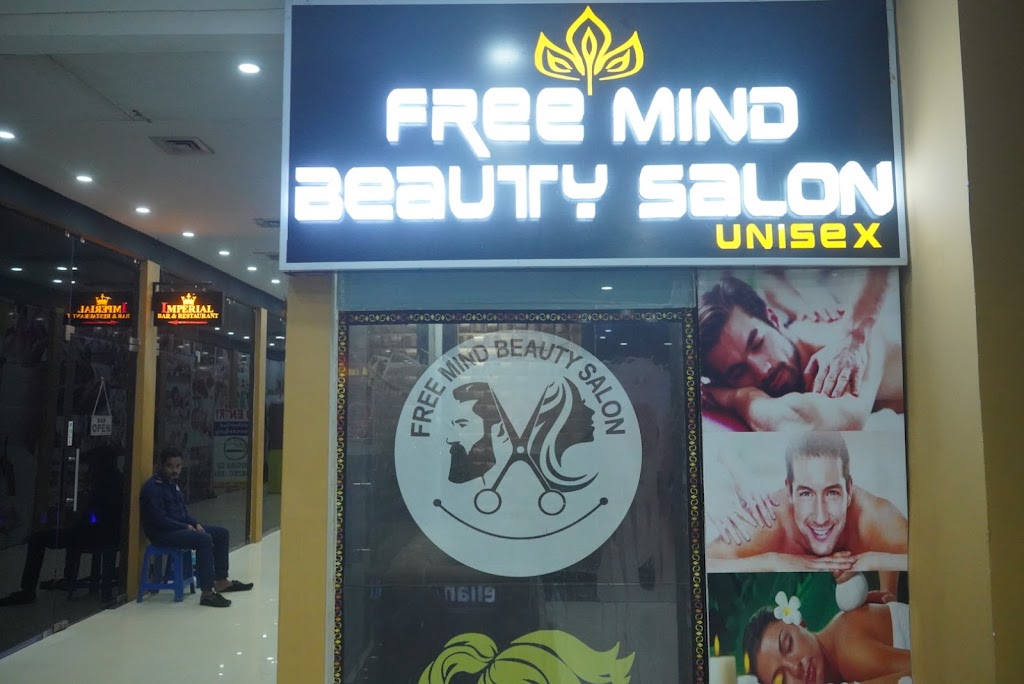 FREE MIND
BEAUTY SALON
UNISEX
FREE MIND BEAUTY SALON
IMPERIAL
BAR & RESTAURANT
IMPERIAL
BAR & RESTAURANT
OPEN